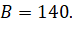 B = 140.